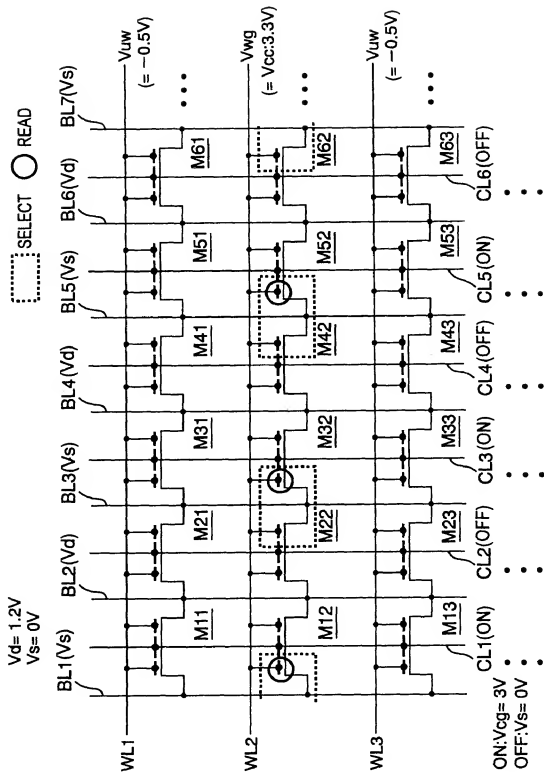 Vd= 1.2V
Vs= 0V
SELECT
READ
BL1(Vs)
BL2(Vd)
BL3(Vs)
BL4(Vd)
BL5(Vs)
BL6(Vd)
BL7(Vs)
WL1
Vuw
(= −0.5V)
M11
M21
M31
M41
M51
M61
WL2
Vwg
(= Vcc:3.3V)
M12
M22
M32
M42
M52
M62
WL3
Vuw
(= −0.5V)
M13
M23
M33
M43
M53
M63
CL1(ON)
CL2(OFF)
CL3(ON)
CL4(OFF)
CL5(ON)
CL6(OFF)
ON:Vcg= 3V
OFF:Vs= 0V